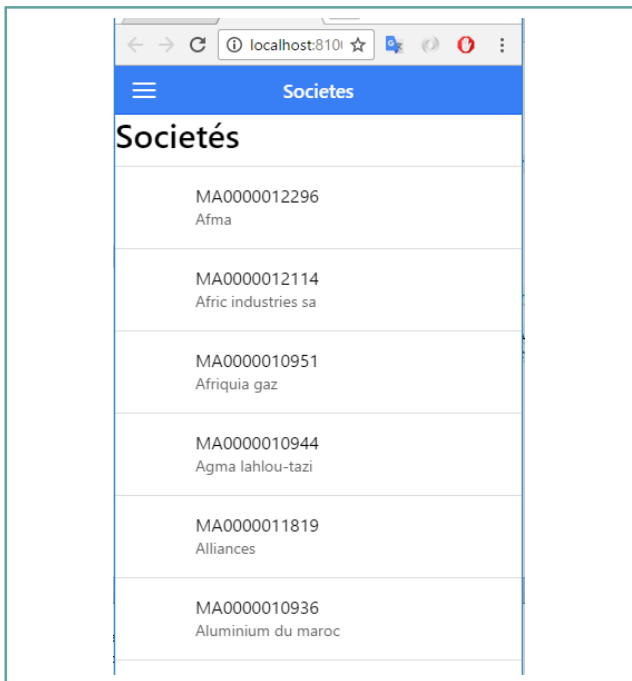 localhost:810
Societes
Societés
MA0000012296
Afma
MA0000012114
Afric industries sa
MA0000010951
Afriquia gaz
MA0000010944
Agma lahlou-tazi
MA0000011819
Alliances
MA0000010936
Aluminium du maroc